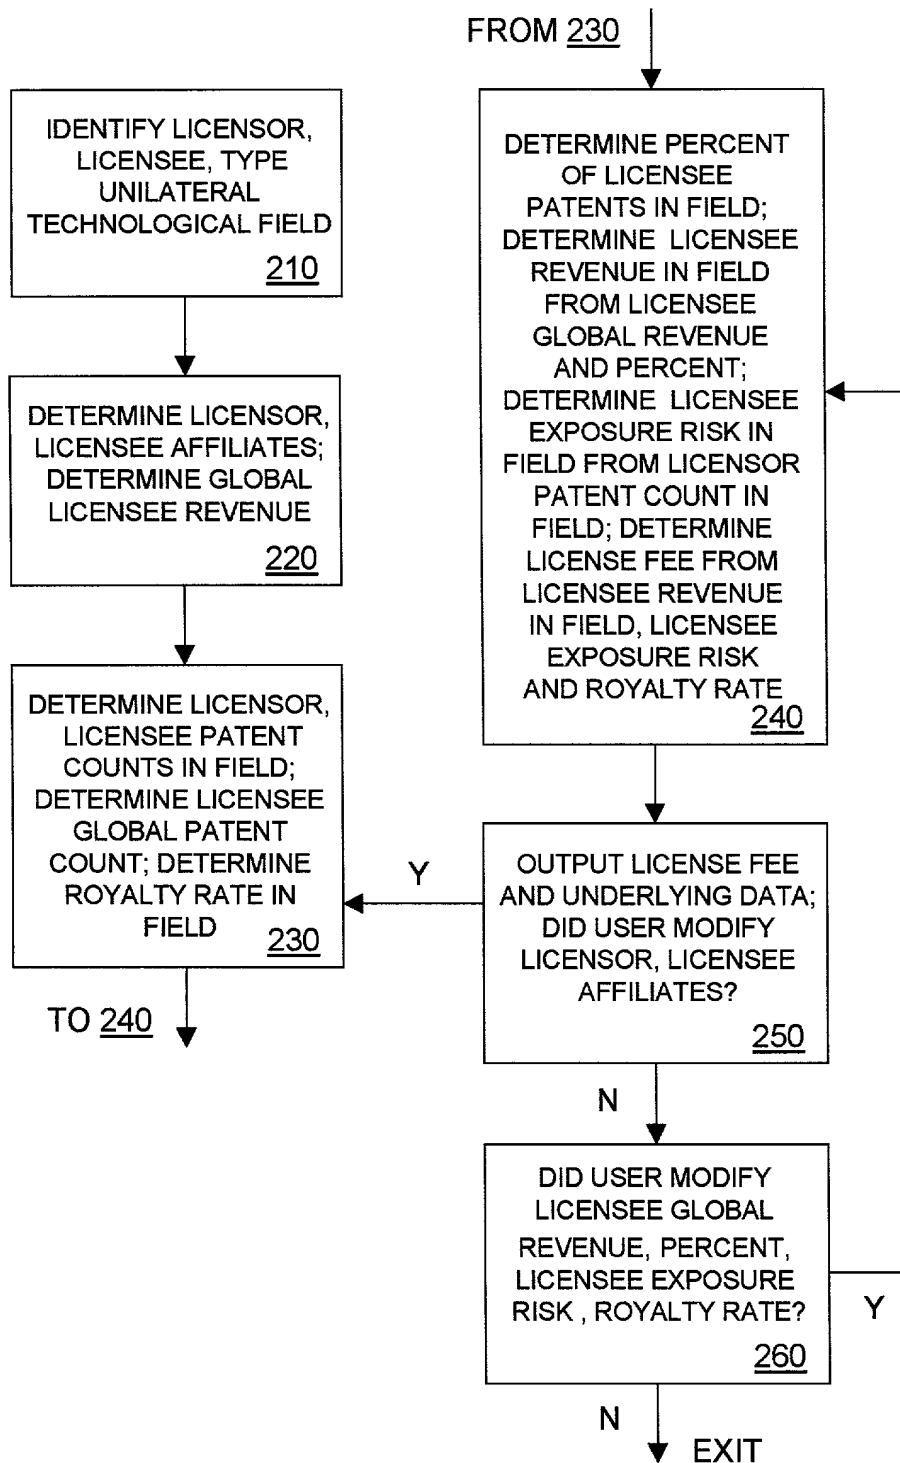 IDENTIFY LICENSOR,
LICENSEE, TYPE
UNILATERAL
TECHNOLOGICAL FIELD
210
DETERMINE LICENSOR,
LICENSEE AFFILIATES;
DETERMINE GLOBAL
LICENSEE REVENUE
220
DETERMINE LICENSOR,
LICENSEE PATENT
COUNTS IN FIELD;
DETERMINE LICENSEE
GLOBAL PATENT
COUNT; DETERMINE
ROYALTY RATE IN
FIELD
230
TO 240
FROM 230
DETERMINE PERCENT
OF LICENSEE
PATENTS IN FIELD;
DETERMINE LICENSEE
REVENUE IN FIELD
FROM LICENSEE
GLOBAL REVENUE
AND PERCENT;
DETERMINE LICENSEE
EXPOSURE RISK IN
FIELD FROM LICENSOR
PATENT COUNT IN
FIELD; DETERMINE
LICENSE FEE FROM
LICENSEE REVENUE
IN FIELD, LICENSEE
EXPOSURE RISK
AND ROYALTY RATE
240
OUTPUT LICENSE FEE
AND UNDERLYING DATA;
DID USER MODIFY
LICENSOR, LICENSEE
AFFILIATES?
250
Y
N
DID USER MODIFY
LICENSEE GLOBAL
REVENUE, PERCENT,
LICENSEE EXPOSURE
RISK , ROYALTY RATE?
260
Y
N
EXIT